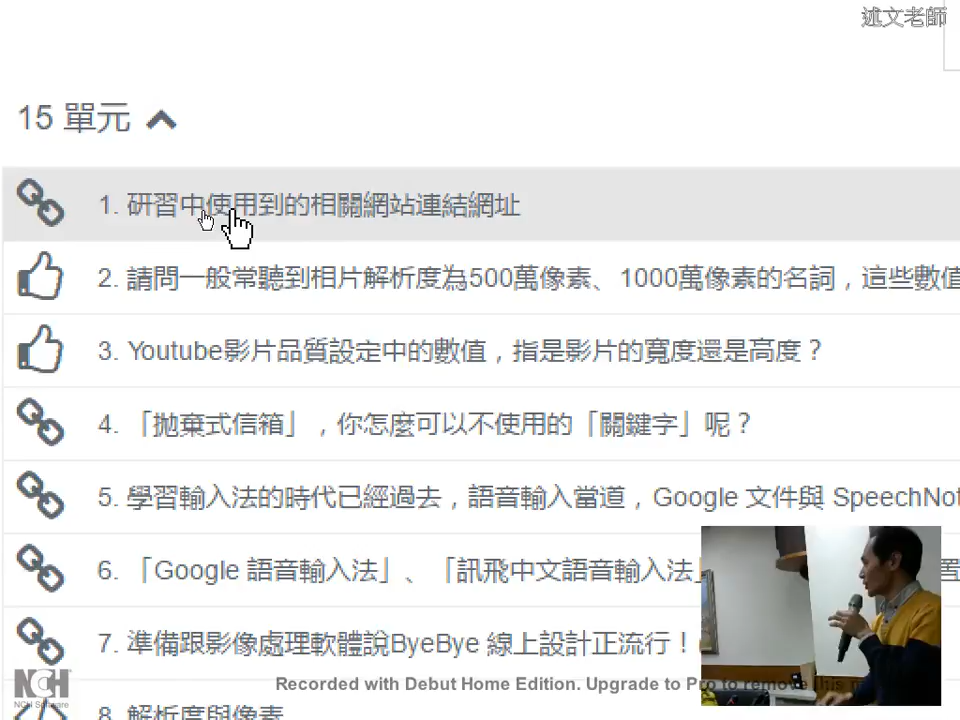 述文老師
15 單元
1. 研習中使用到的相關網站連結網址
2. 請問一般常聽到相片解析度為500萬像素、1000萬像素的名詞，這些數值
3. Youtube影片品質設定中的數值，指是影片的寬度還是高度？
4. 「拋棄式信箱」，你怎麼可以不使用的「關鍵字」呢？
5. 學習輸入法的時代已經過去，語音輸入當道，Google 文件與 SpeechNot
6. 「Google 語音輸入法」、「訊飛中文語音輸入法」 置
7. 準備跟影像處理軟體說ByeBye 線上設計正流行！
NCH
NCH Software
Recorded with Debut Home Edition. Upgrade to Pro to remove this m
8. 解析度與像素